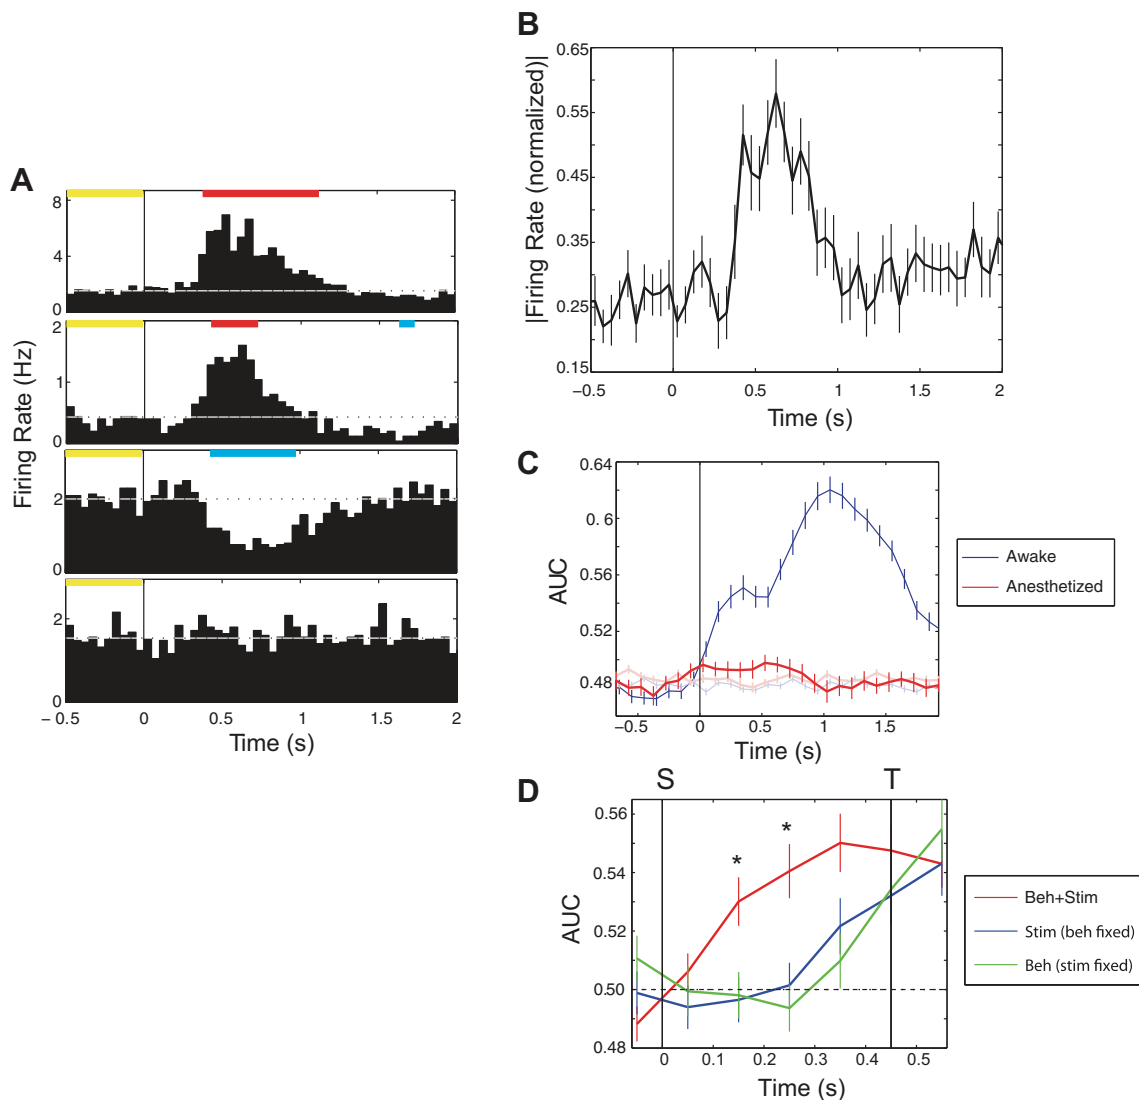 A
8
4
0
2
1
0
2
0
2
0
Firing Rate (Hz)
– 0.5
0
0.5
1
1.5
2
Time (s)
B
0.65
0.55
0.45
0.35
0.25
0.15
|Firing Rate (normalized)|
−0.5
0
0.5
1
1.5
2
Time (s)
C
0.64
0.6
0.56
0.52
0.48
AUC
−0.5
0
0.5
1
1.5
Time (s)
Awake
Anesthetized
D
S
T
*
*
0.56
0.54
0.52
0.50
0.48
AUC
0
0.1
0.2
0.3
0.4
0.5
Time (s)
Beh+Stim
Stim (beh fixed)
Beh (stim fixed)